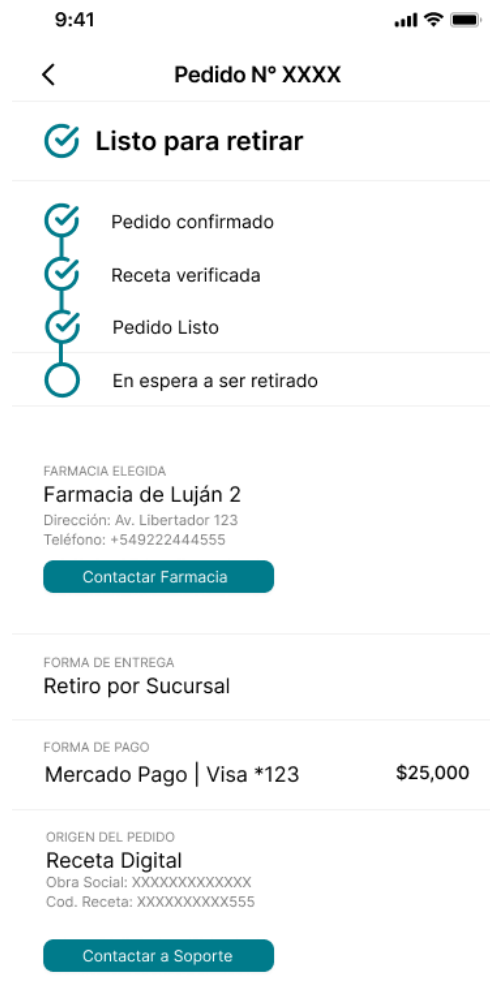 9:41
Pedido N° XXXX
Listo para retirar
Pedido confirmado
Receta verificada
Pedido Listo
En espera a ser retirado
FARMACIA ELEGIDA
Farmacia de Luján 2
Dirección: Av. Libertador 123
Teléfono: +549222444555
Contactar Farmacia
FORMA DE ENTREGA
Retiro por Sucursal
FORMA DE PAGO
Mercado Pago | Visa *123 $25,000
ORIGEN DEL PEDIDO
Receta Digital
Obra Social: XXXXXXXXXXXXX
Cod. Receta: XXXXXXXXXX555
Contactar a Soporte